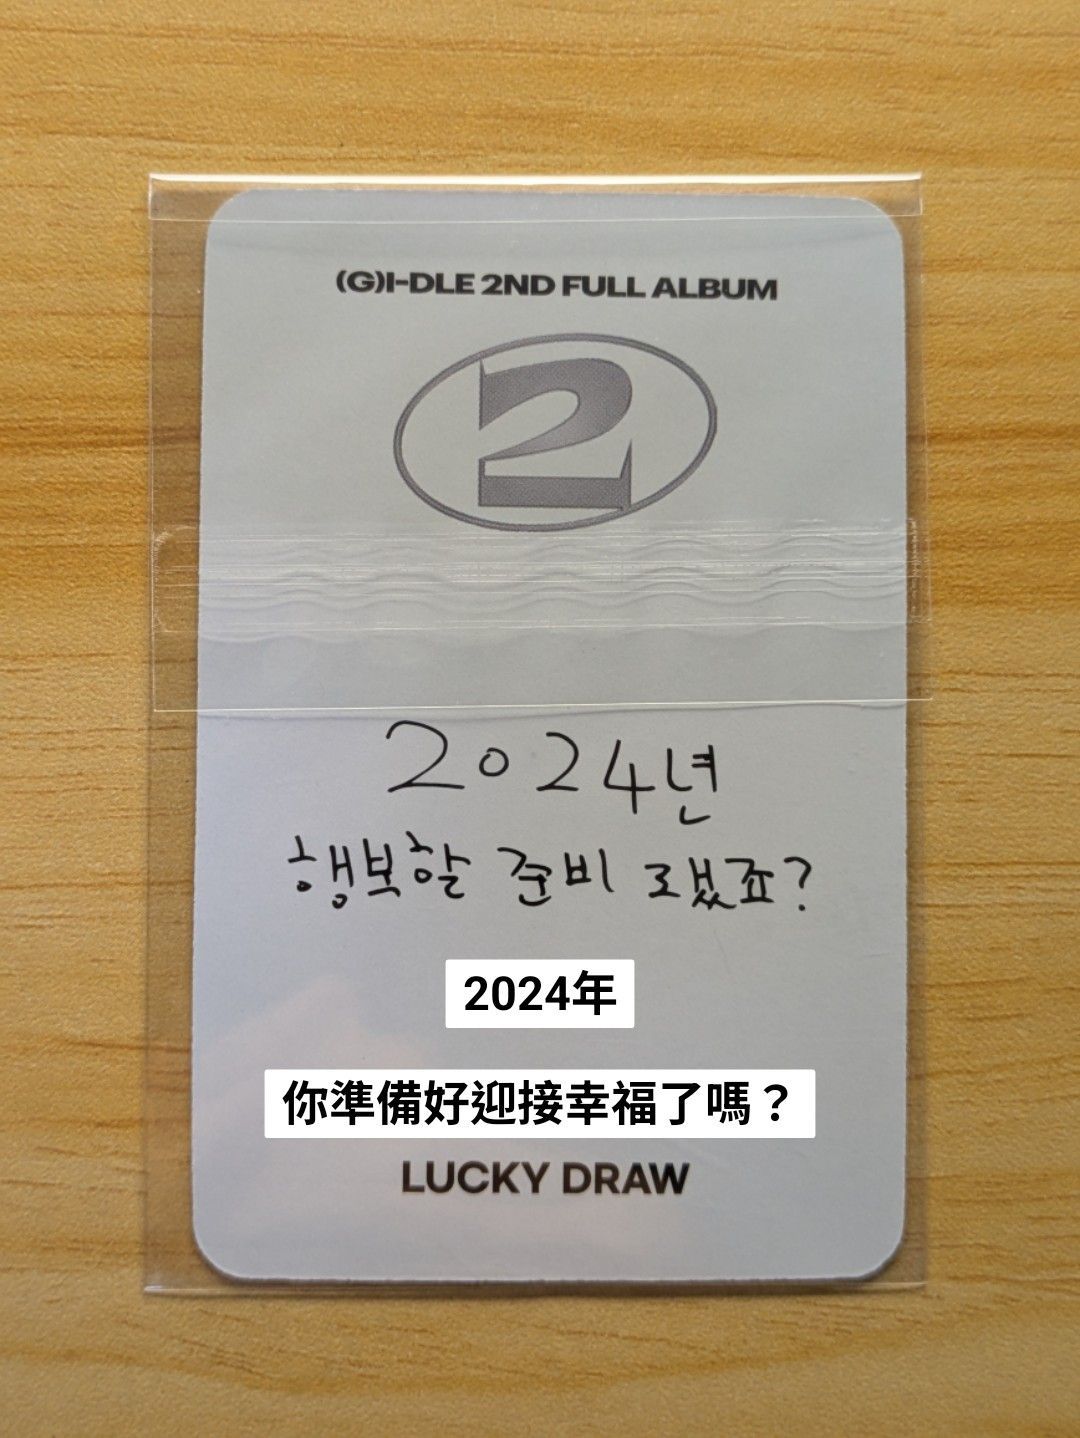 (G)I-DLE 2ND FULL ALBUM
2
2024년
행복할 준비 됐죠?
2024年
你準備好迎接幸福了嗎？
LUCKY DRAW